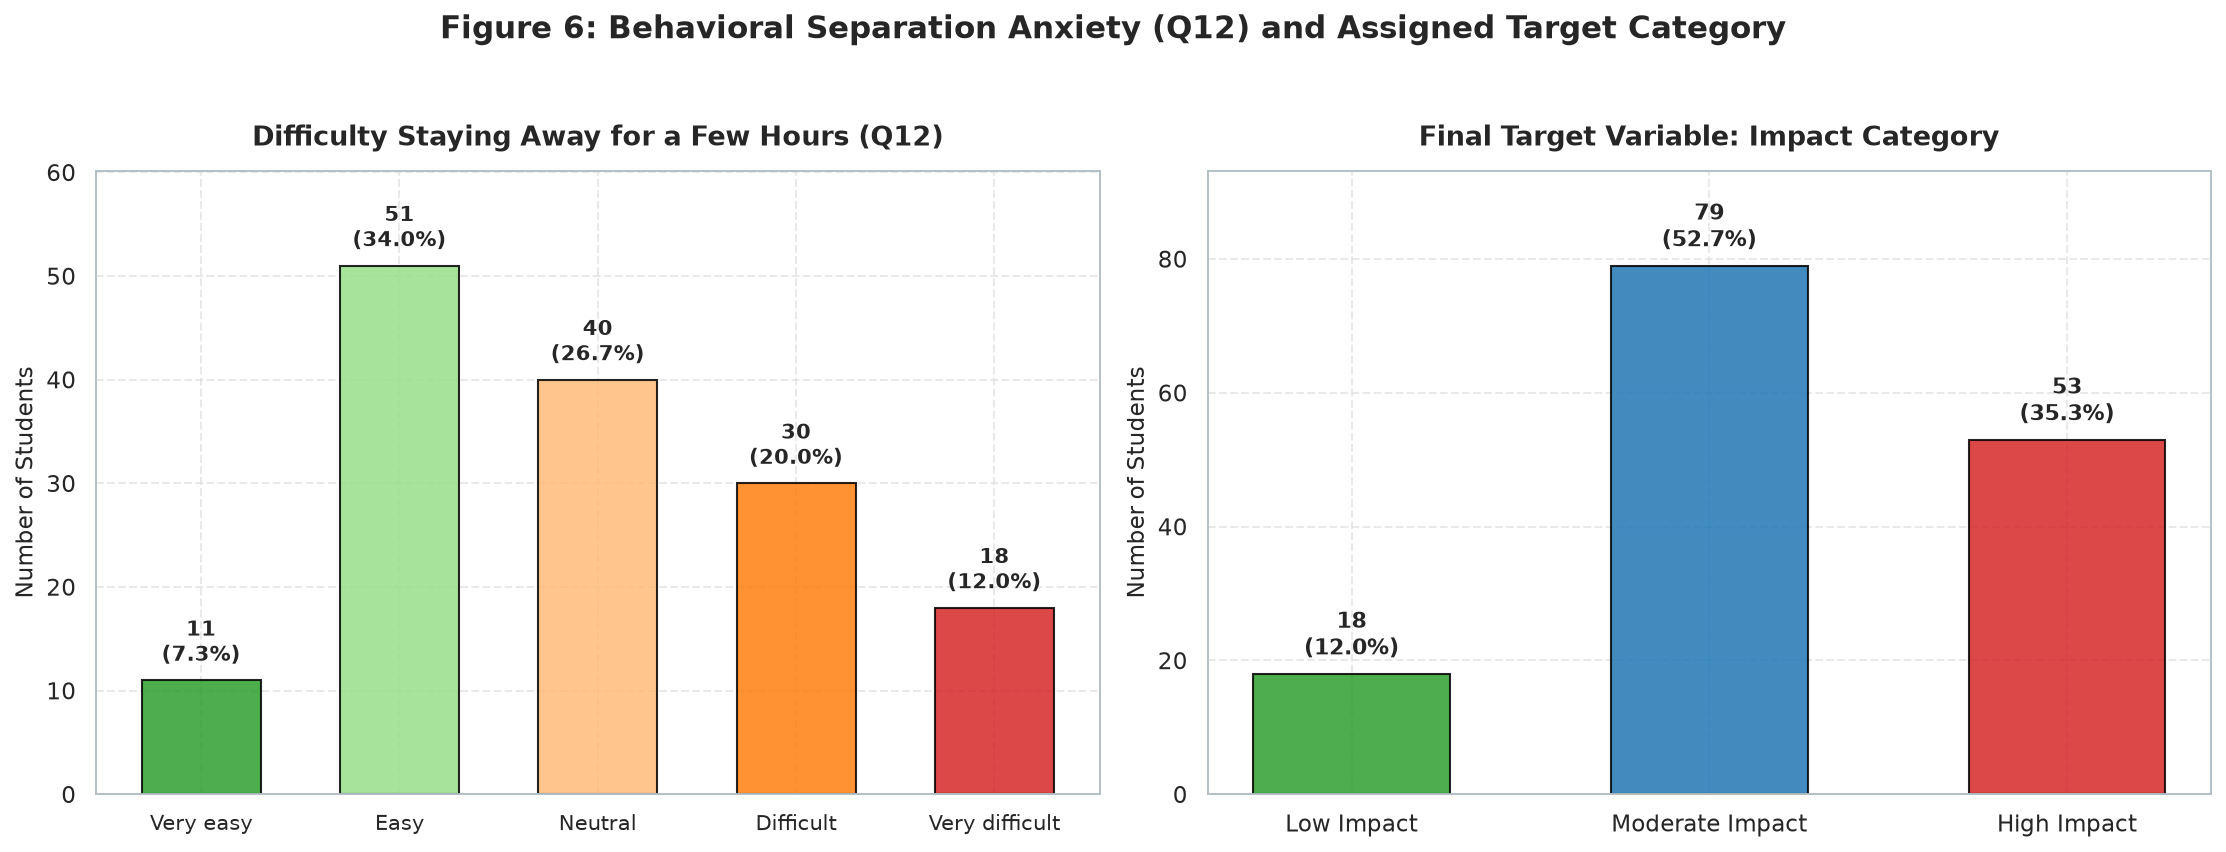 Figure 6: Behavioral Separation Anxiety (Q12) and Assigned Target Category
Difficulty Staying Away for a Few Hours (Q12)
Number of Students
60
50
40
30
20
10
0
11
(7.3%)
51
(34.0%)
40
(26.7%)
30
(20.0%)
18
(12.0%)
Very easy
Easy
Neutral
Difficult
Very difficult
Final Target Variable: Impact Category
Number of Students
80
60
40
20
0
18
(12.0%)
79
(52.7%)
53
(35.3%)
Low Impact
Moderate Impact
High Impact